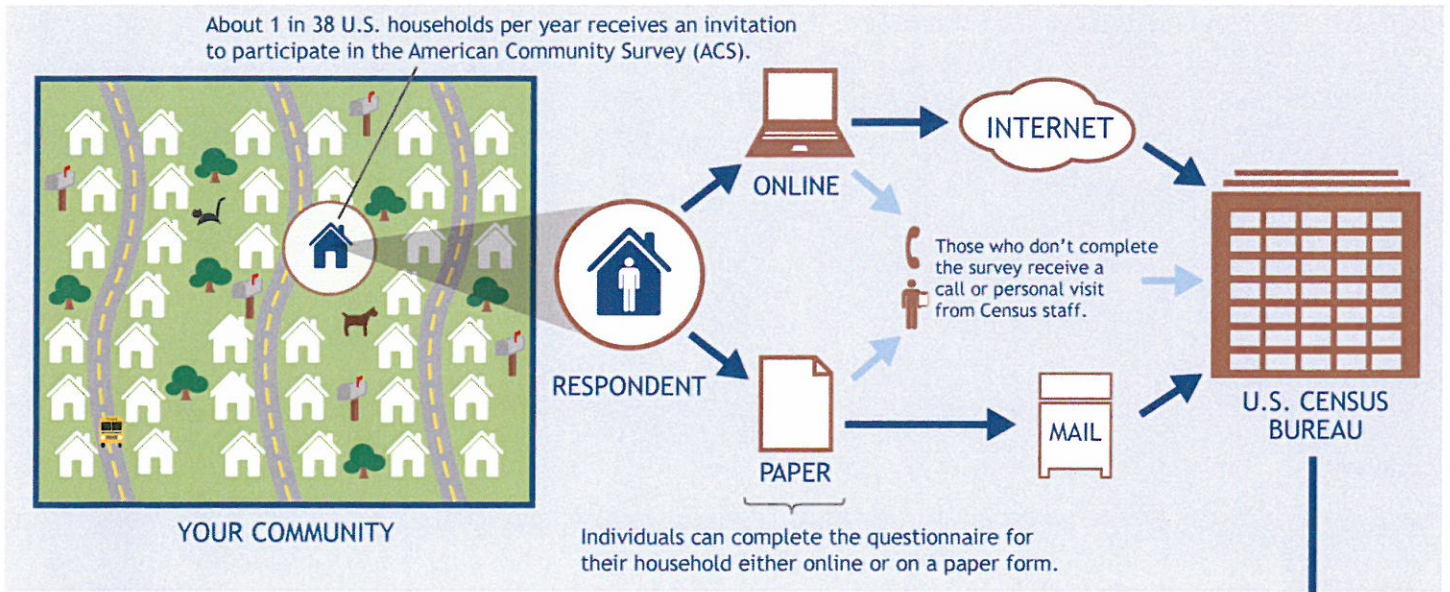 About 1 in 38 U.S. households per year receives an invitation
to participate in the American Community Survey (ACS).
YOUR COMMUNITY
RESPONDENT
ONLINE
INTERNET
Those who don't complete
the survey receive a
call or personal visit
from Census staff.
PAPER
MAIL
U.S. CENSUS
BUREAU
Individuals can complete the questionnaire for
their household either online or on a paper form.